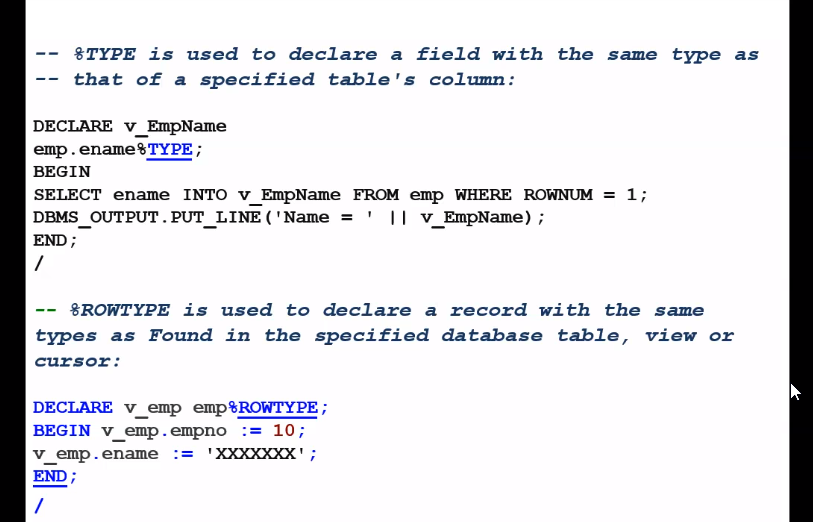 -- %TYPE is used to declare a field with the same type as
-- that of a specified table's column:
DECLARE v_EmpName
emp.ename%TYPE;
BEGIN
SELECT ename INTO v_EmpName FROM emp WHERE ROWNUM = 1;
DBMS_OUTPUT.PUT_LINE('Name = ' || v_EmpName);
END;
/
-- %ROWTYPE is used to declare a record with the same
types as Found in the specified database table, view or
cursor:
DECLARE v_emp emp%ROWTYPE;
BEGIN v_emp.empno := 10;
v_emp.ename := 'XXXXXXX';
END;
/